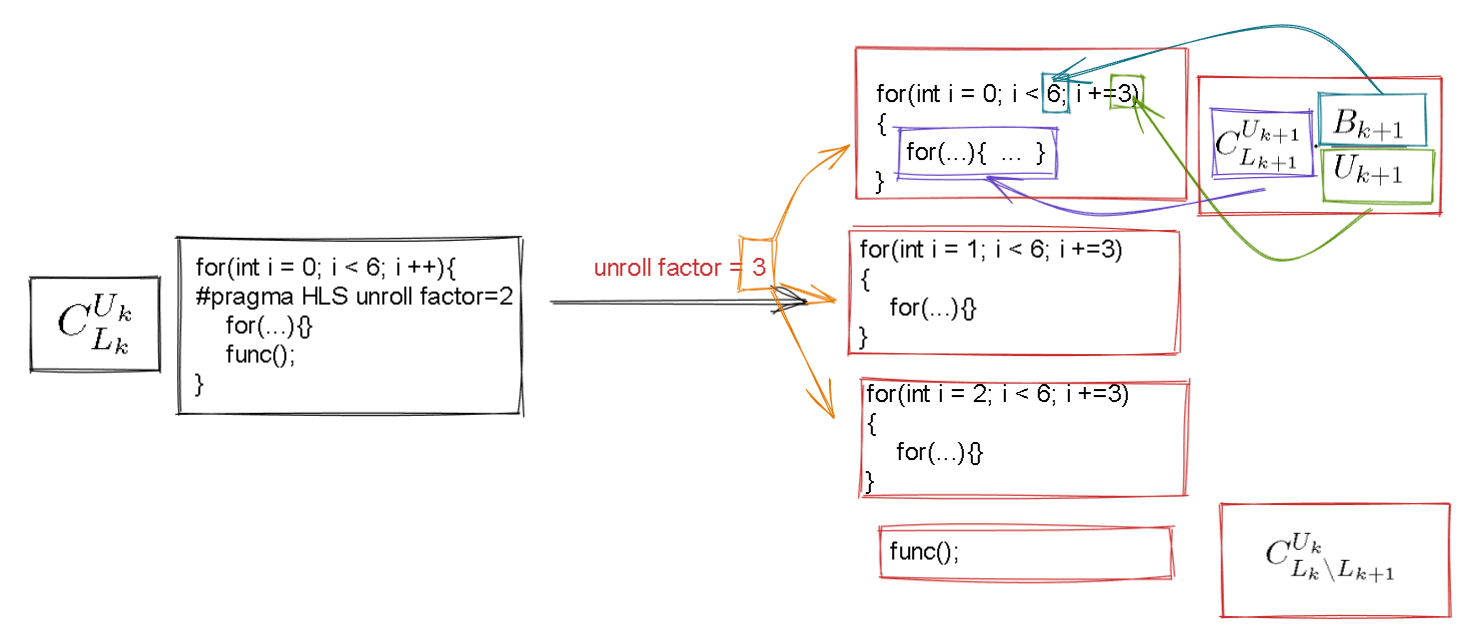 C_{L_k}^{U_k}
for(int i = 0; i < 6; i ++){
#pragma HLS unroll factor=2
for(...){}
func();
}
unroll factor = 3
for(int i = 0; i < 6; i +=3)
{
for(...){ ... }
}
C_{L_{k+1}}^{U_{k+1}} · \frac{B_{k+1}}{U_{k+1}}
for(int i = 1; i < 6; i +=3)
{
for(...){}
}
for(int i = 2; i < 6; i +=3)
{
for(...){}
}
func();
C_{L_k \setminus L_{k+1}}^{U_k}